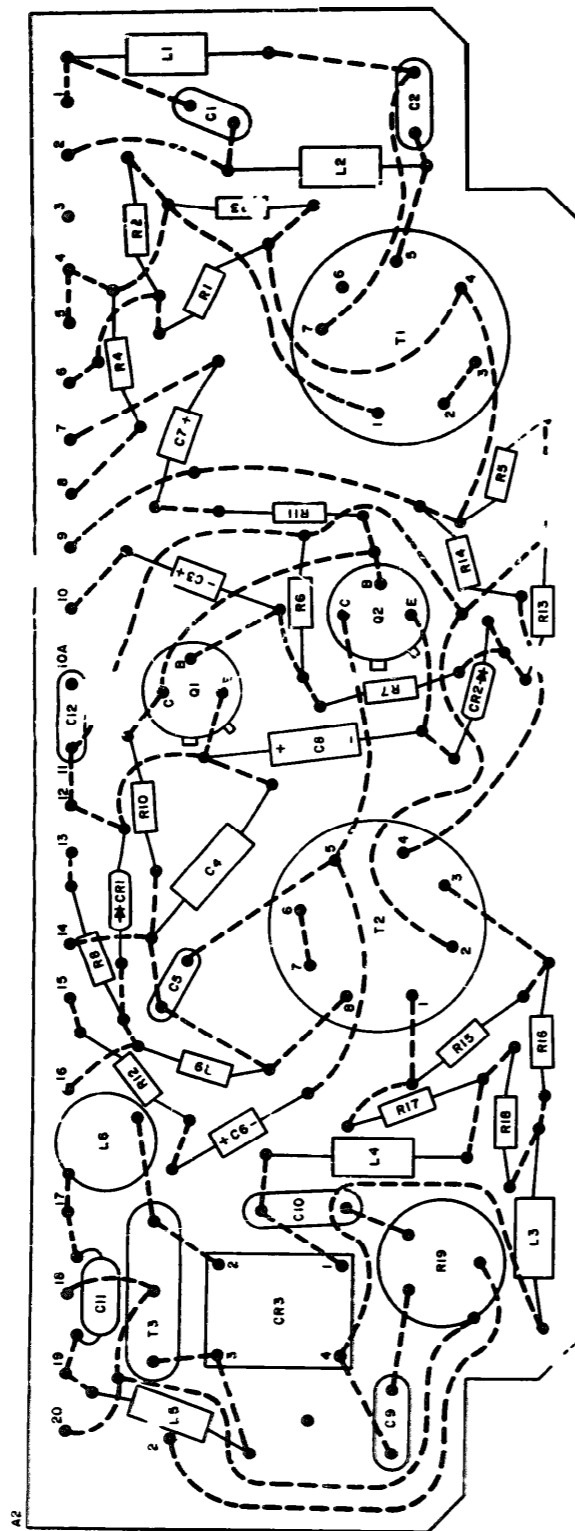 A2
1
2
3
4
5
6
7
8
9
10
10A
11
12
13
14
15
16
17
18
19
20
L1
C1
C2
L2
R2
R3
R1
R4
T1
1
2
3
4
5
6
7
C7+
R11
R5
R14
R13
-C3+
R6
Q2
B
C
E
Q1
B
C
E
C12
R7
CR2
+ C8 -
R10
CR1
C4
R8
C5
T2
1
2
3
4
5
6
7
8
R9
R12
+C6-
R15
R16
R17
R18
L6
L4
C10
R19
L3
C11
T3
CR3
1
2
3
4
L5
2
C9